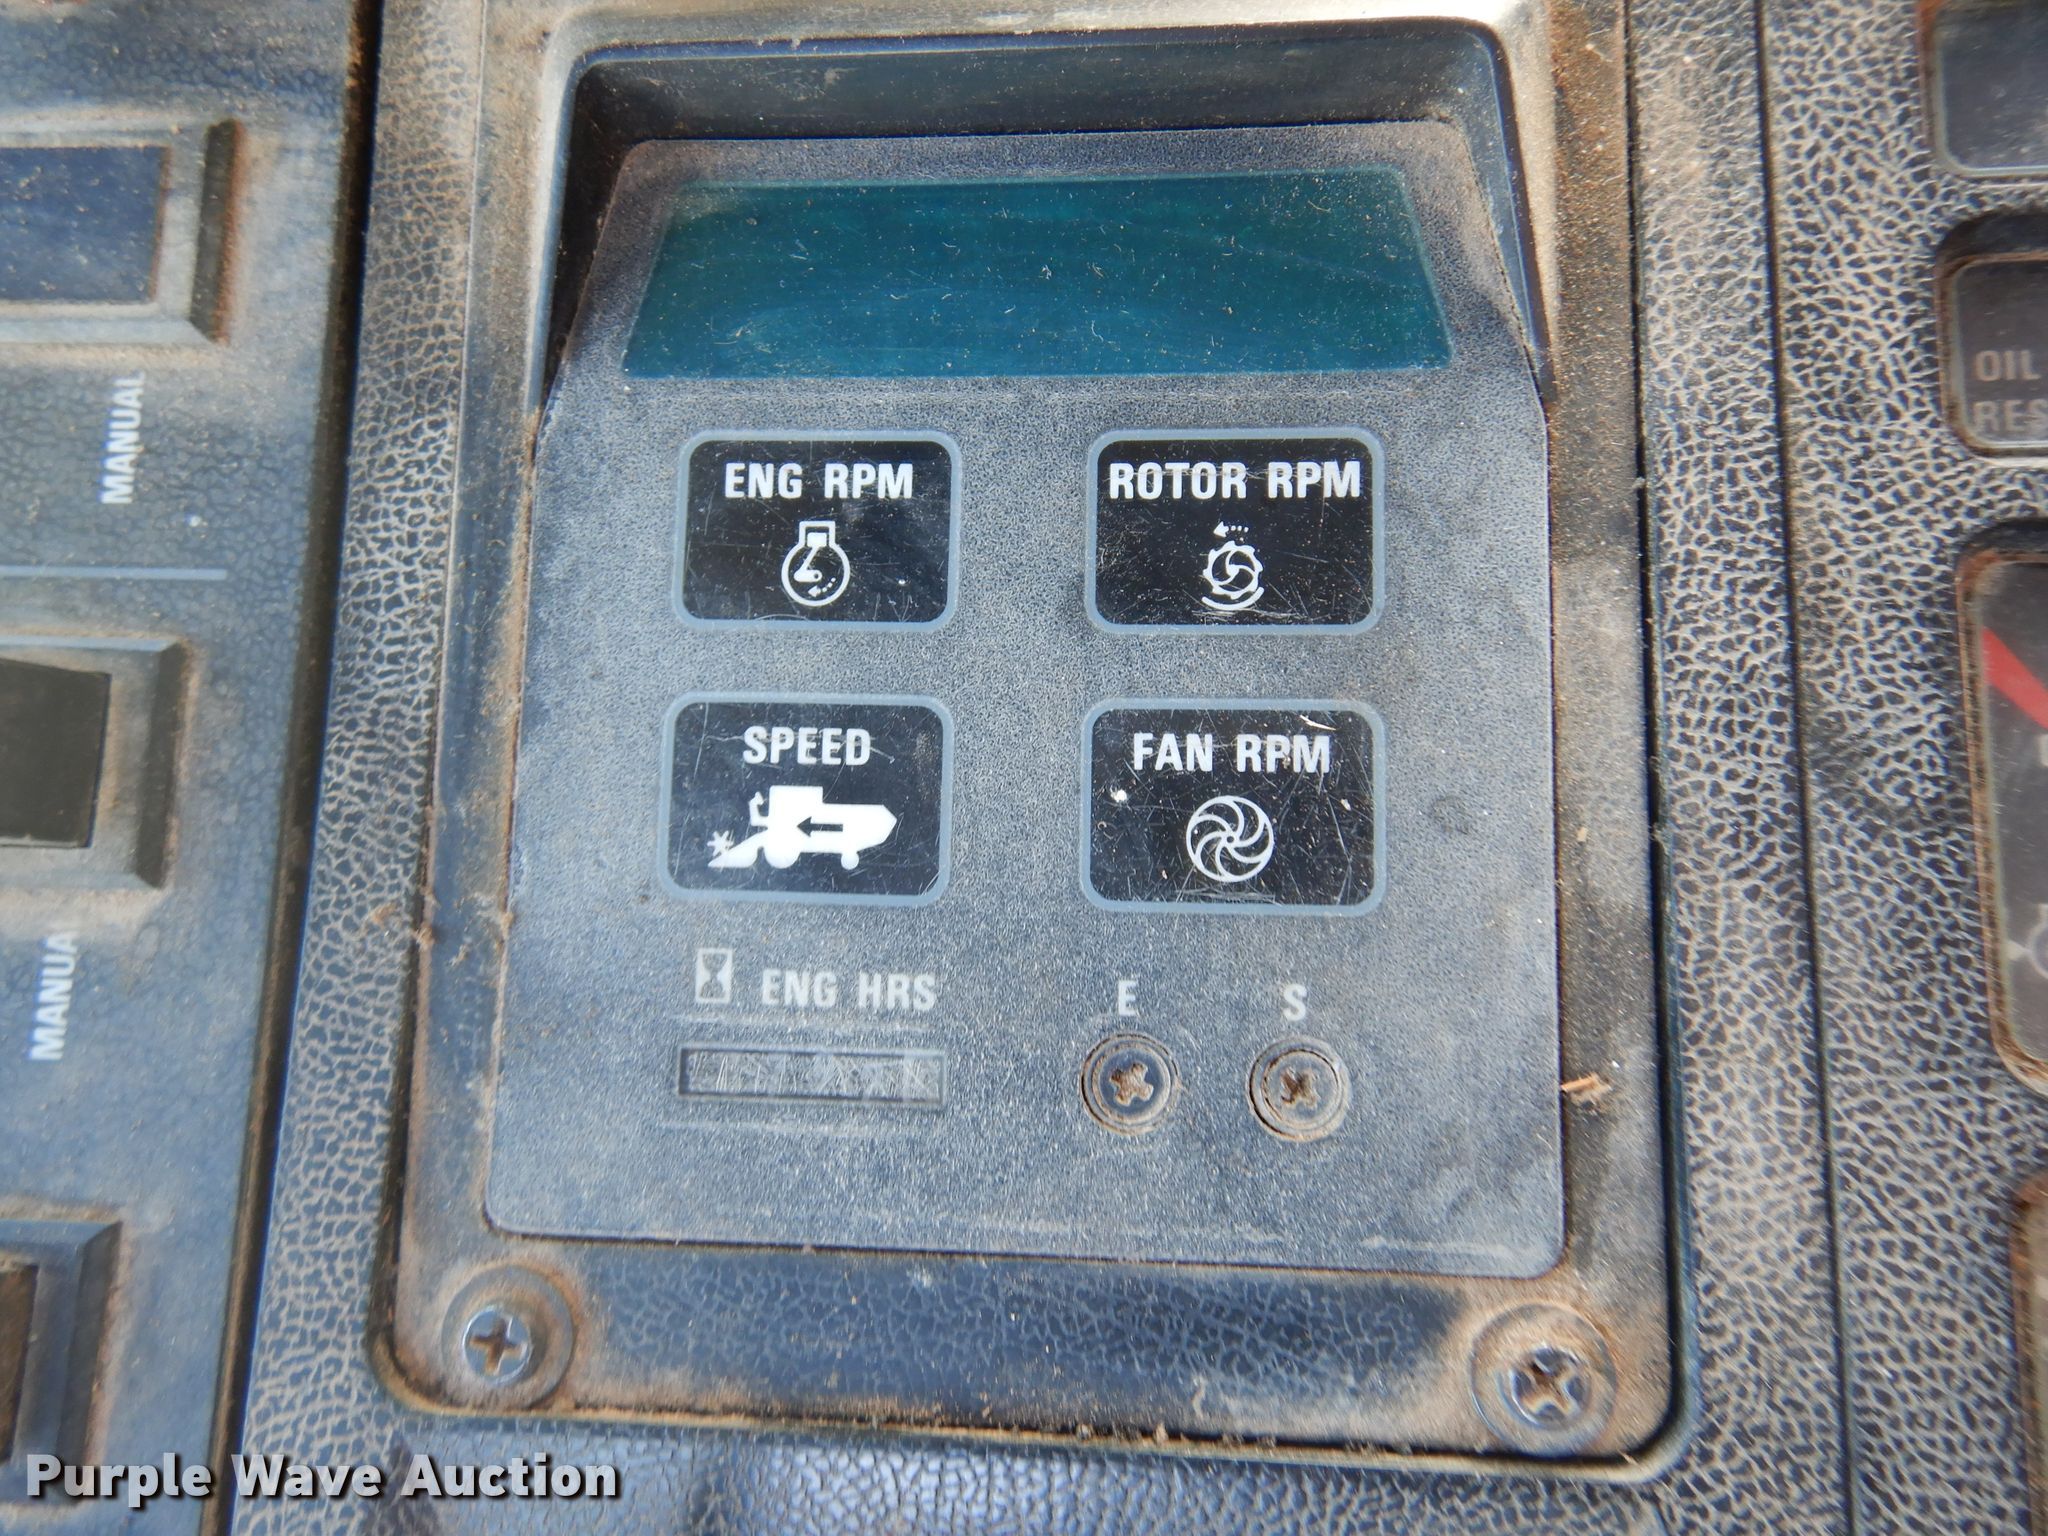 MANUAL
ENG RPM
ROTOR RPM
OIL
RES
SPEED
FAN RPM
MANUA
ENG HRS
E
S
Purple Wave Auction